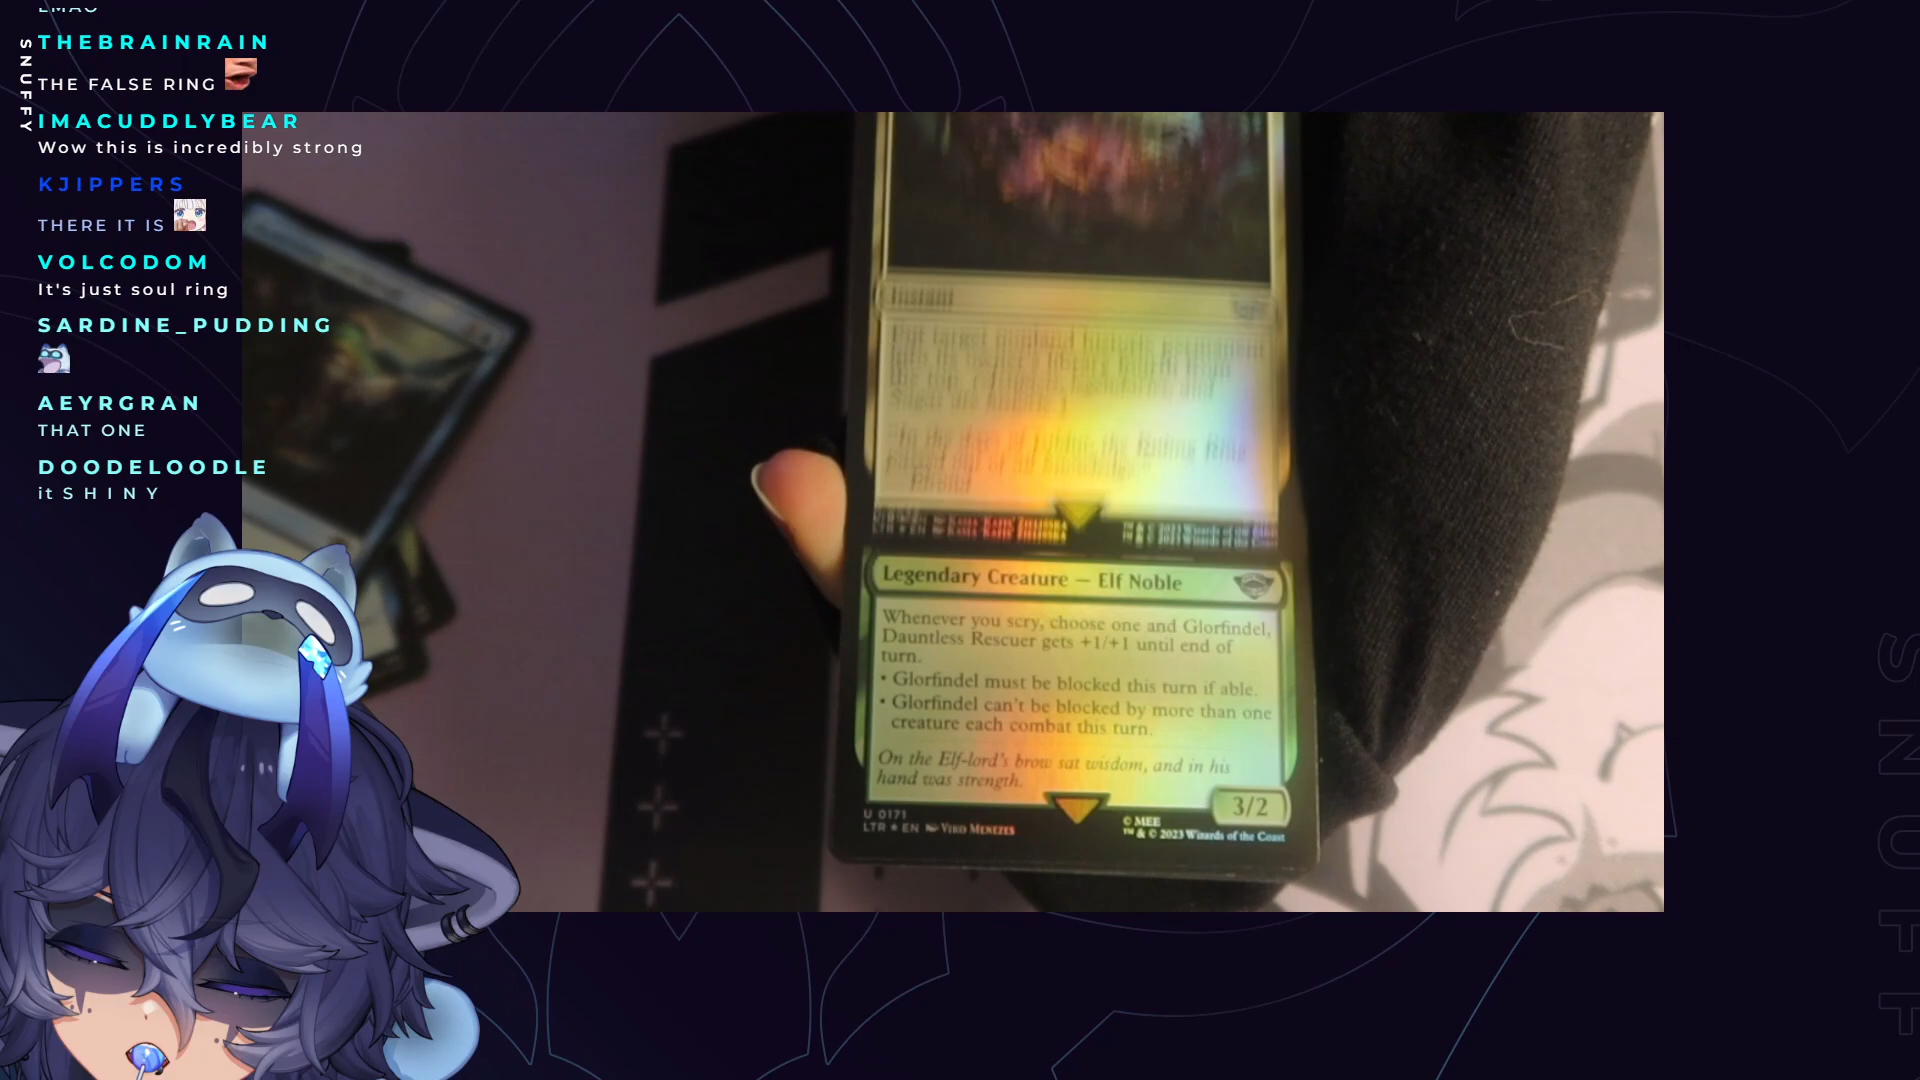 SNUFFY
THEBRAINRAIN
THE FALSE RING
IMACUDDLYBEAR
Wow this is incredibly strong
KJIPPERS
THERE IT IS
VOLCODOM
It's just soul ring
SARDINE_PUDDING
AEYRGRAN
THAT ONE
DOODELOODLE
it S H I N Y
Instant
Legendary Creature — Elf Noble
Whenever you scry, choose one and Glorfindel,
Dauntless Rescuer gets +1/+1 until end of
turn.
• Glorfindel must be blocked this turn if able.
• Glorfindel can't be blocked by more than one
creature each combat this turn.
On the Elf-lord's brow sat wisdom, and in his
hand was strength.
3/2
U 0171
LTR ★ EN VIKO MENEZES
© MEE
™ & © 2023 Wizards of the Coast
SNUFF